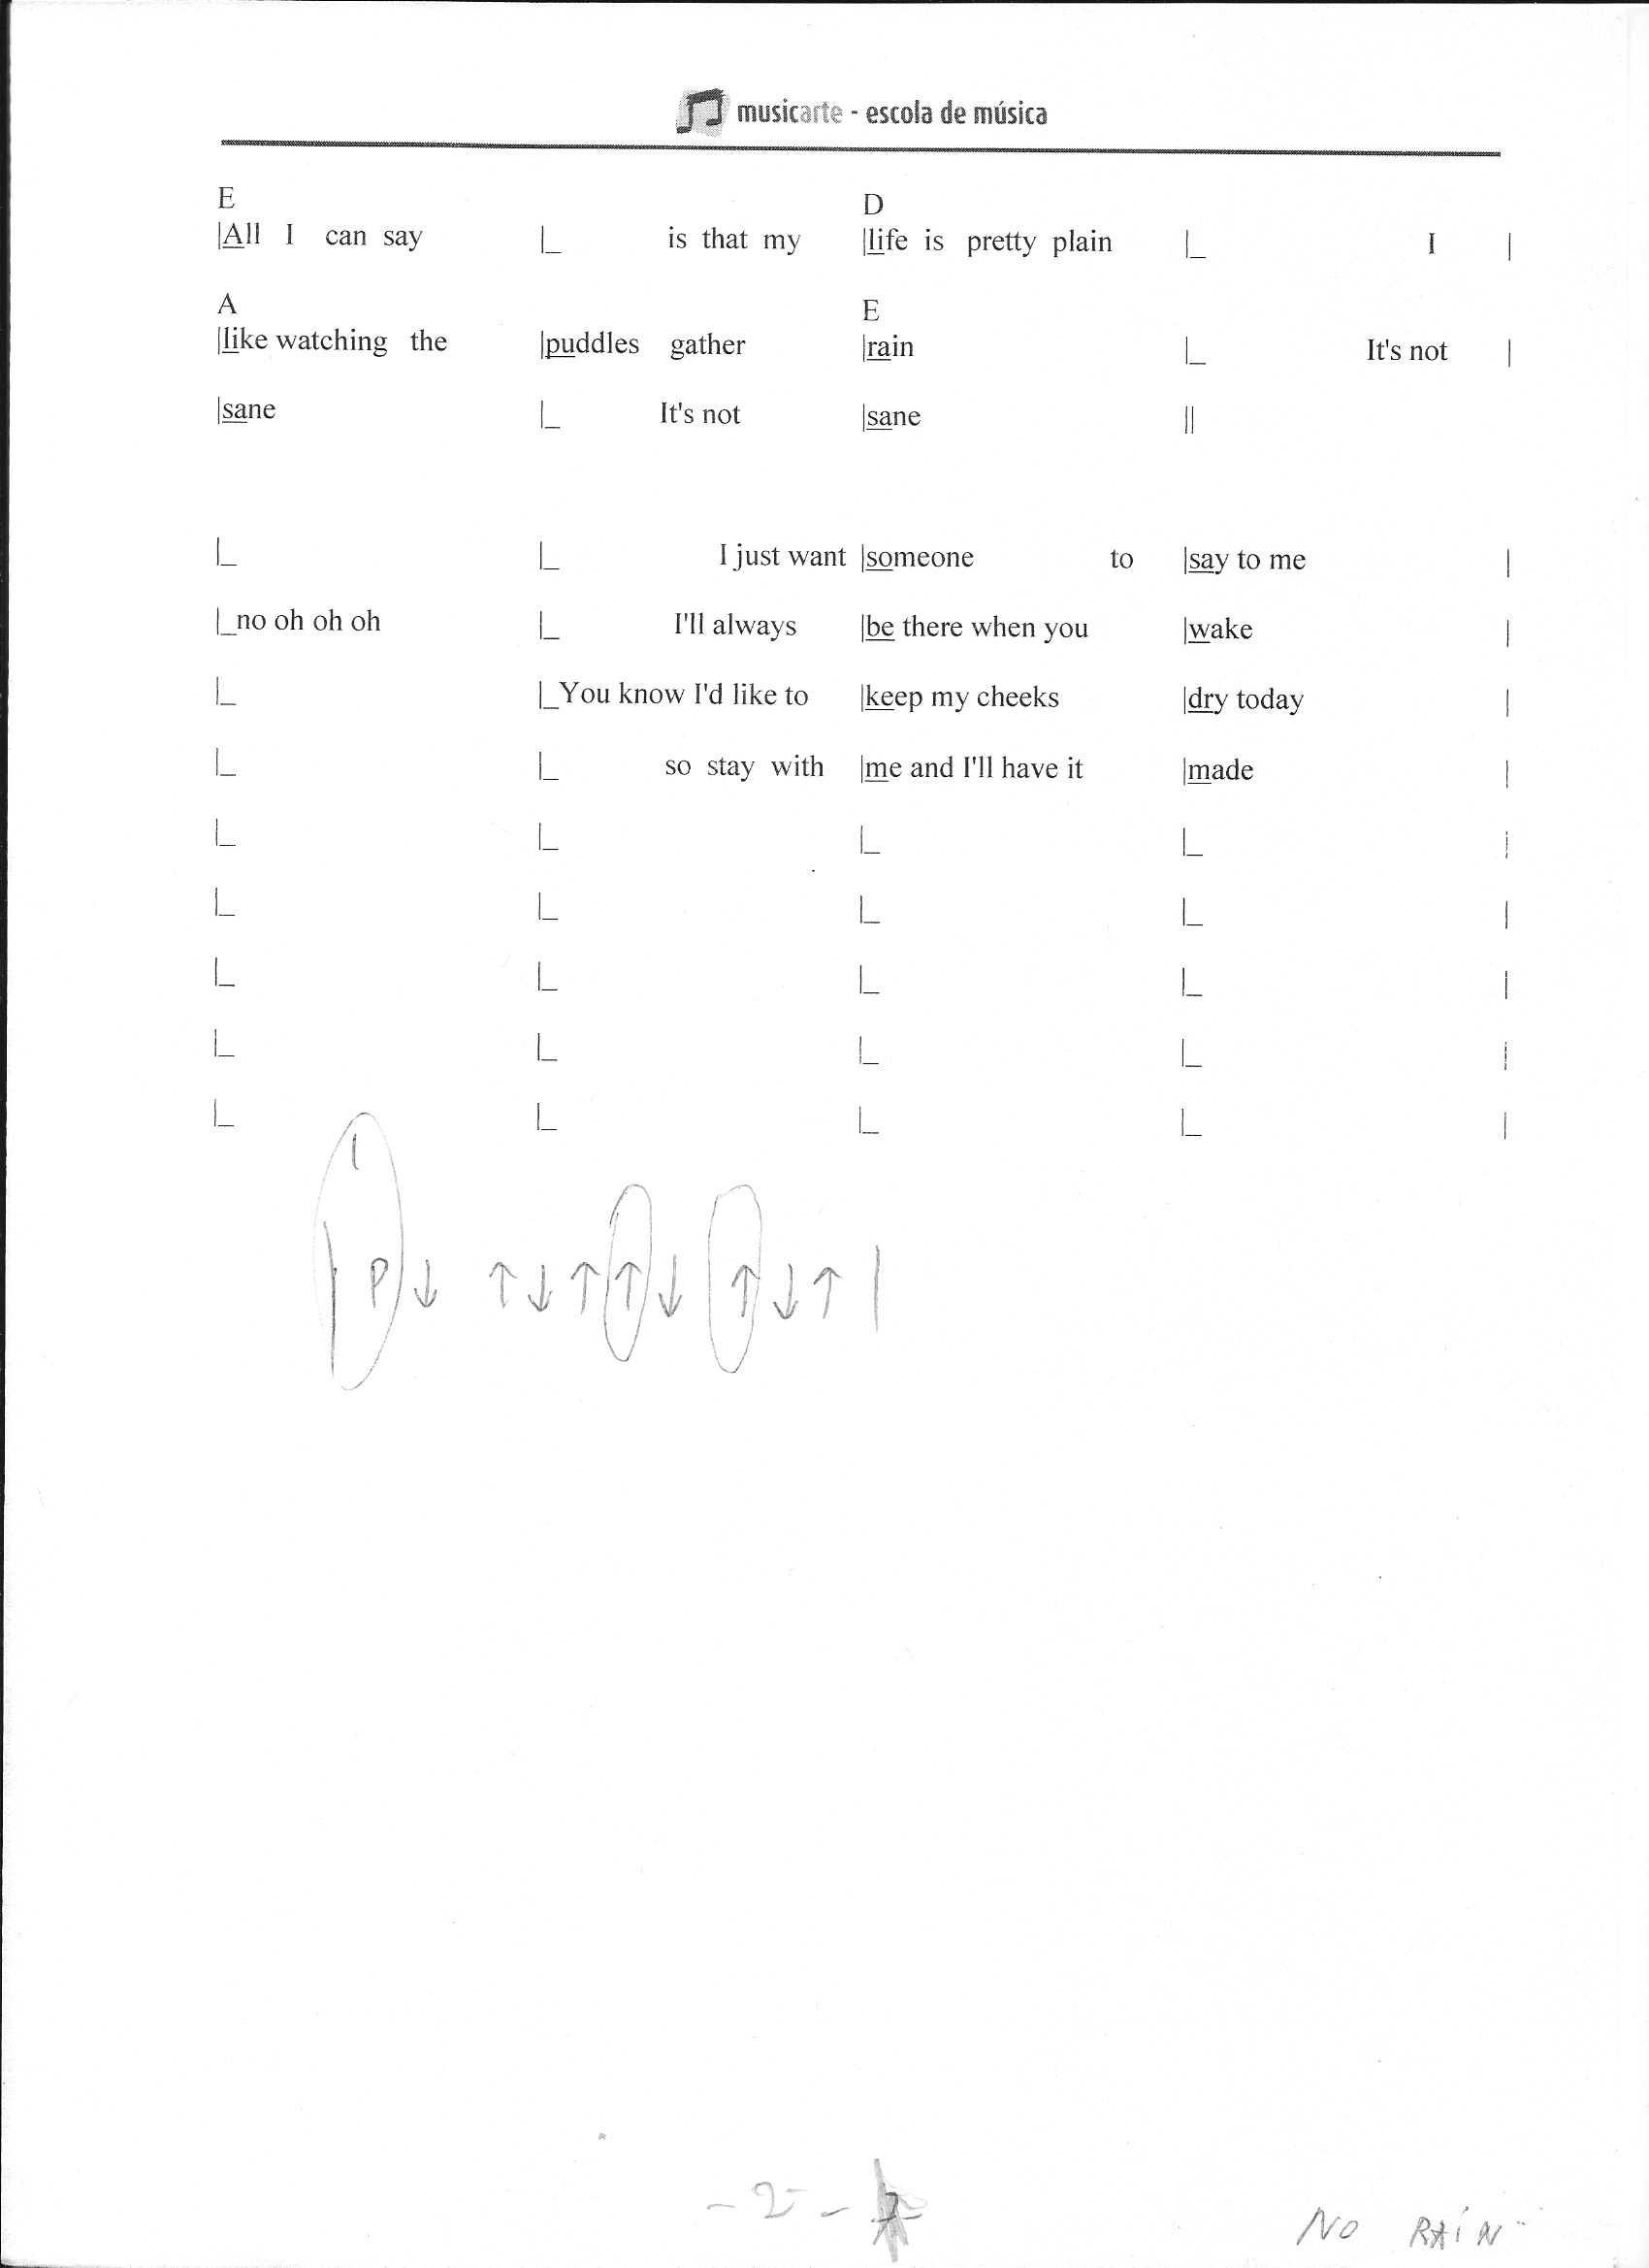 musicarte - escola de música
E D
|All I can say |_ is that my |life is pretty plain |_ I |
A E
|like watching the |puddles gather |rain |_ It's not |
|sane |_ It's not |sane ||
|_ |_ I just want |someone to |say to me |
|_no oh oh oh |_ I'll always |be there when you |wake |
|_ |_You know I'd like to |keep my cheeks |dry today |
|_ |_ so stay with |me and I'll have it |made |
|_ |_ |_ |_ |
|_ |_ |_ |_ |
|_ |_ |_ |_ |
|_ |_ |_ |_ |
|_ |_ |_ |_ |
| P ↓ ↑ ↓ ↑ ↑ ↓ ↑ ↓ ↑ |
- 2 -
NO RAIN